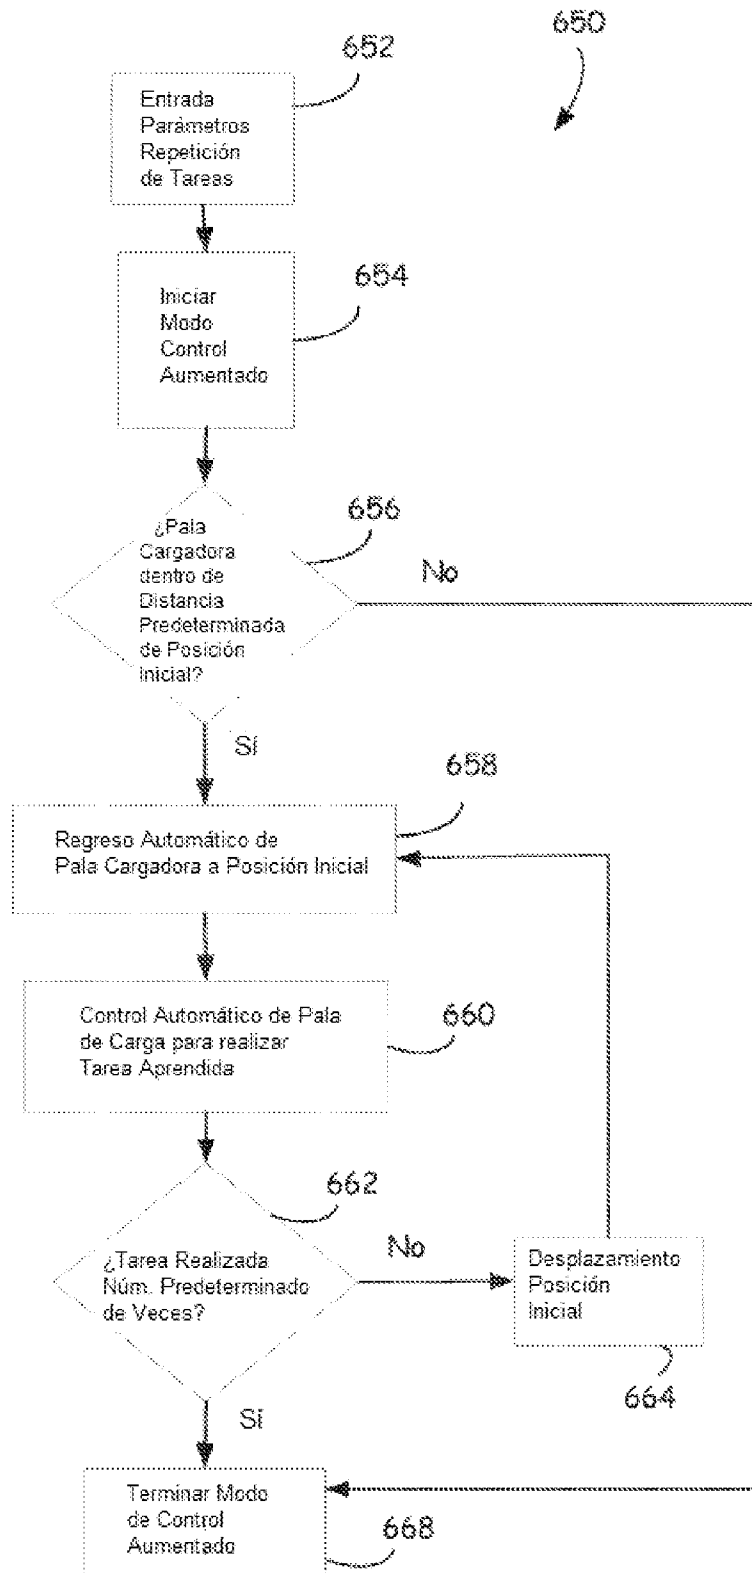 650
652
Entrada
Parámetros
Repetición
de Tareas
654
Iniciar
Modo
Control
Aumentado
656
¿Pala
Cargadora
dentro de
Distancia
Predeterminada
de Posición
Inicial?
No
Sí
658
Regreso Automático de
Pala Cargadora a Posición Inicial
660
Control Automático de Pala
de Carga para realizar
Tarea Aprendida
662
¿Tarea Realizada
Núm. Predeterminado
de Veces?
No
Desplazamiento
Posición
Inicial
664
Sí
Terminar Modo
de Control
Aumentado
668